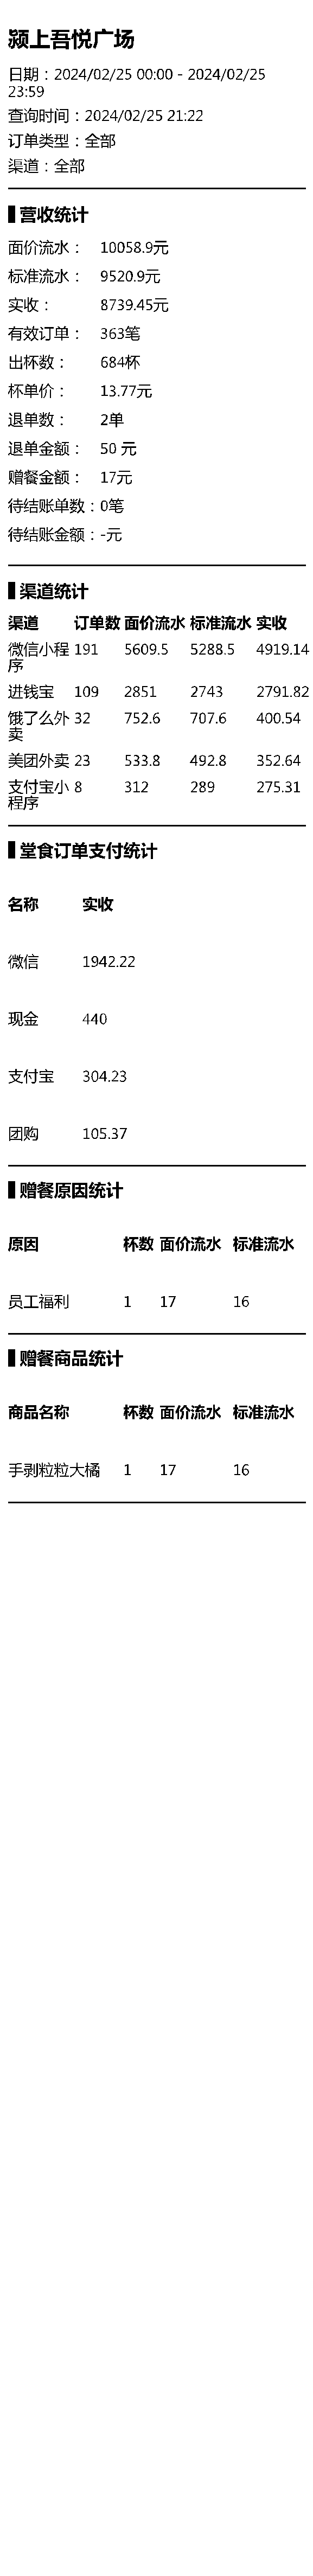 颍上吾悦广场
日期：2024/02/25 00:00 - 2024/02/25
23:59
查询时间：2024/02/25 21:22
订单类型：全部
渠道：全部
营收统计
面价流水： 10058.9元
标准流水： 9520.9元
实收： 8739.45元
有效订单： 363笔
出杯数： 684杯
杯单价： 13.77元
退单数： 2单
退单金额： 50 元
赠餐金额： 17元
待结账单数：0笔
待结账金额：-元
渠道统计
渠道 订单数 面价流水 标准流水 实收
微信小程 191 5609.5 5288.5 4919.14
序
进钱宝 109 2851 2743 2791.82
饿了么外 32 752.6 707.6 400.54
卖
美团外卖 23 533.8 492.8 352.64
支付宝小 8 312 289 275.31
程序
堂食订单支付统计
名称 实收
微信 1942.22
现金 440
支付宝 304.23
团购 105.37
赠餐原因统计
原因 杯数 面价流水 标准流水
员工福利 1 17 16
赠餐商品统计
商品名称 杯数 面价流水 标准流水
手剥粒粒大橘 1 17 16